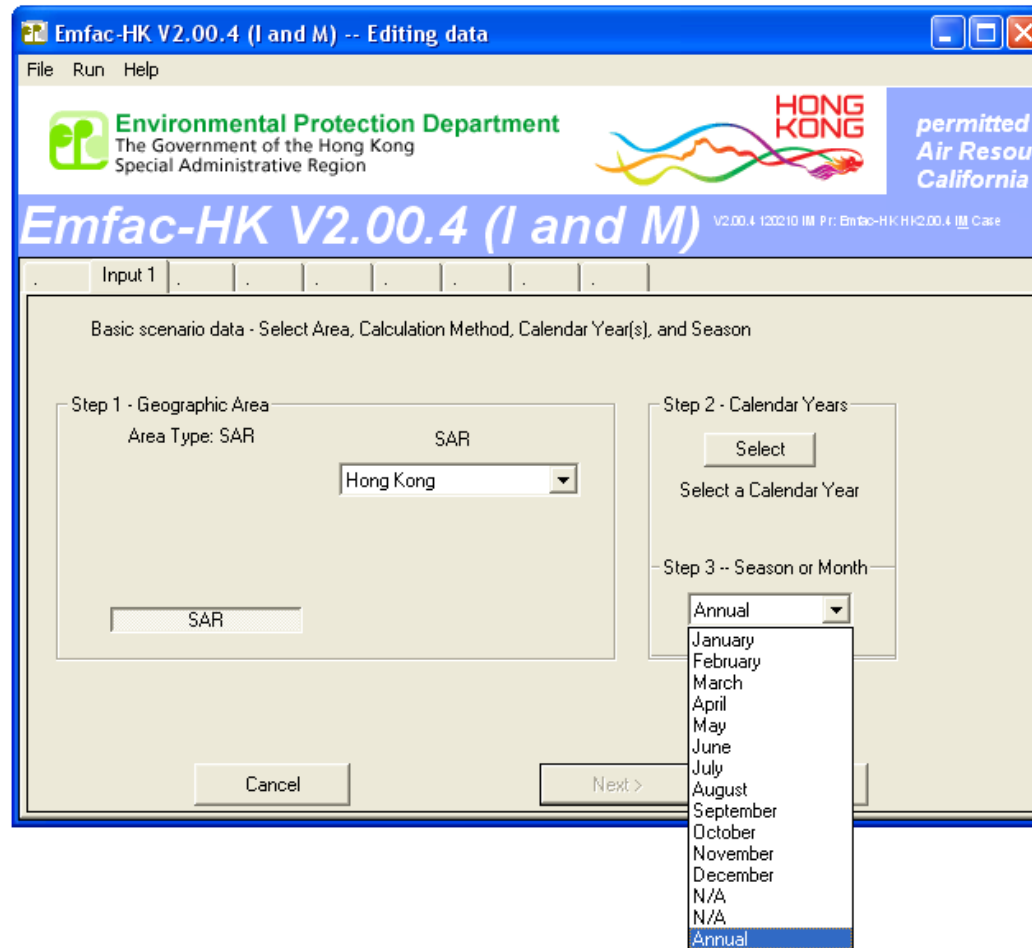 Emfac-HK V2.00.4 (I and M) -- Editing data
File Run Help
Environmental Protection Department
The Government of the Hong Kong
Special Administrative Region
HONG
KONG
permitted
Air Resou
California
Emfac-HK V2.00.4 (I and M)
V2.00.4 120210 IM Pr: Emfac-HK HK2.00.4 IM Case
. Input 1 . . . . . . .
Basic scenario data - Select Area, Calculation Method, Calendar Year(s), and Season
Step 1 - Geographic Area
Area Type: SAR
SAR
Hong Kong
SAR
Step 2 - Calendar Years
Select
Select a Calendar Year
Step 3 -- Season or Month
Annual
January
February
March
April
May
June
July
August
September
October
November
December
N/A
N/A
Annual
Cancel
Next >